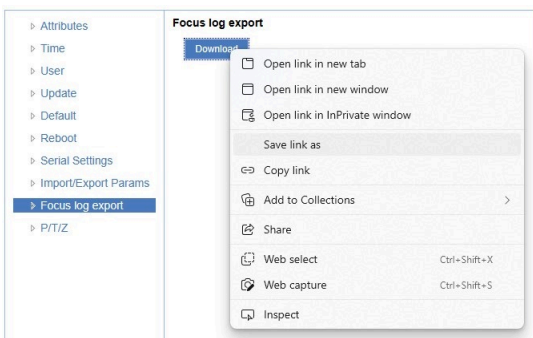 Attributes
Time
User
Update
Default
Reboot
Serial Settings
Import/Export Params
Focus log export
P/T/Z
Focus log export
Download
Open link in new tab
Open link in new window
Open link in InPrivate window
Save link as
Copy link
Add to Collections
Share
Web select Ctrl+Shift+X
Web capture Ctrl+Shift+S
Inspect